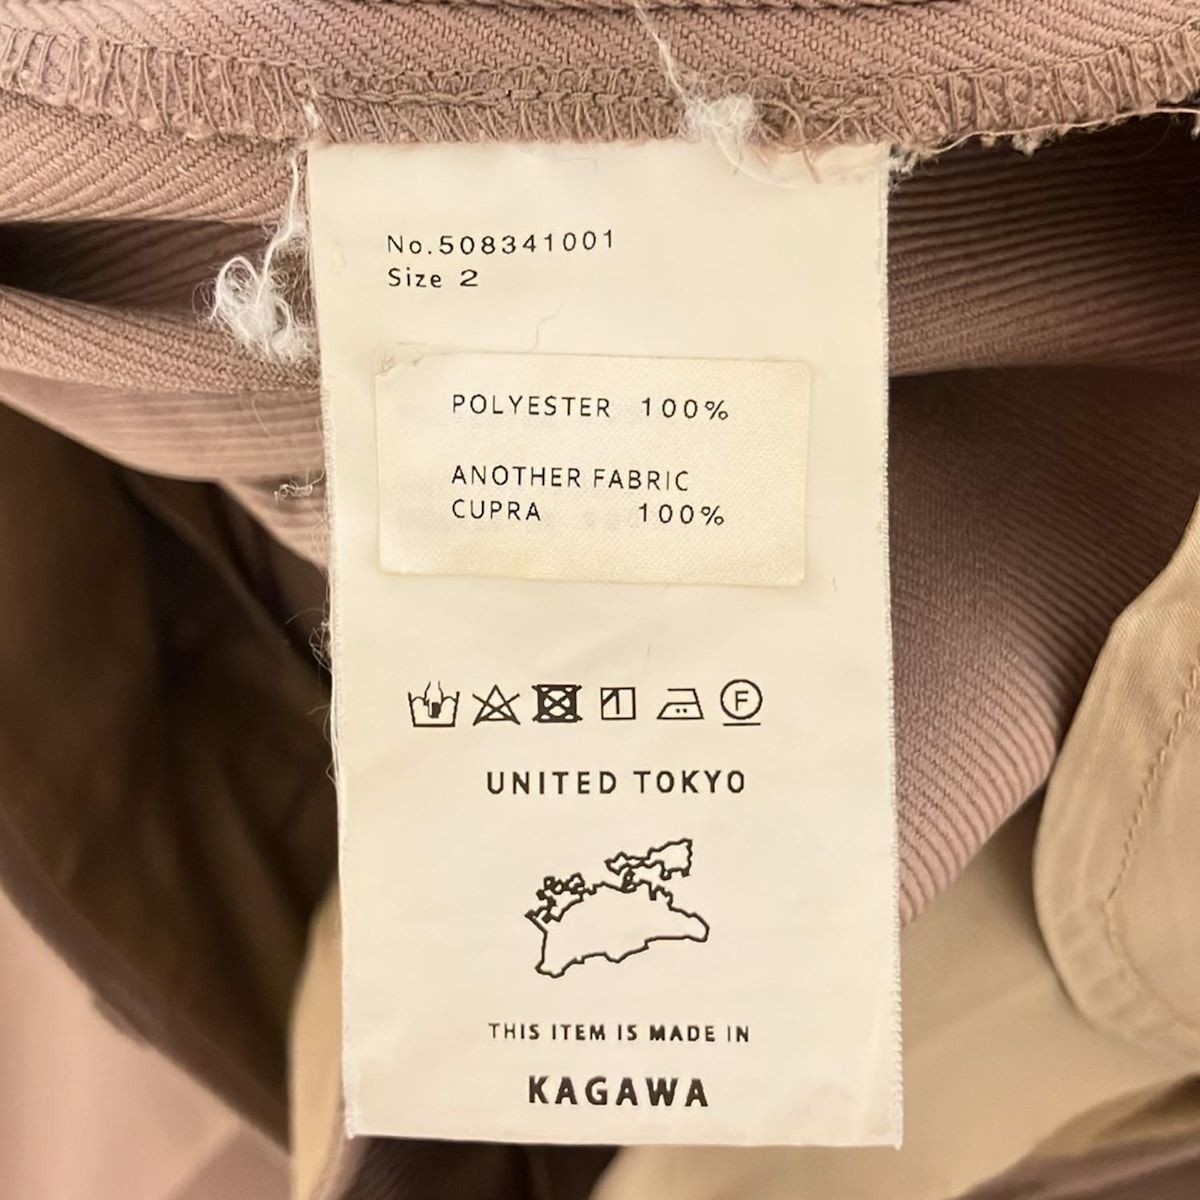 No.508341001
Size 2
POLYESTER 100%
ANOTHER FABRIC
CUPRA 100%
F
UNITED TOKYO
THIS ITEM IS MADE IN
KAGAWA